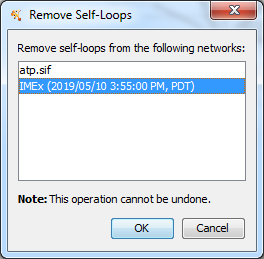 Remove Self-Loops
Remove self-loops from the following networks:
atp.sif
IMEx (2019/05/10 3:55:00 PM, PDT)
Note: This operation cannot be undone.
OK
Cancel